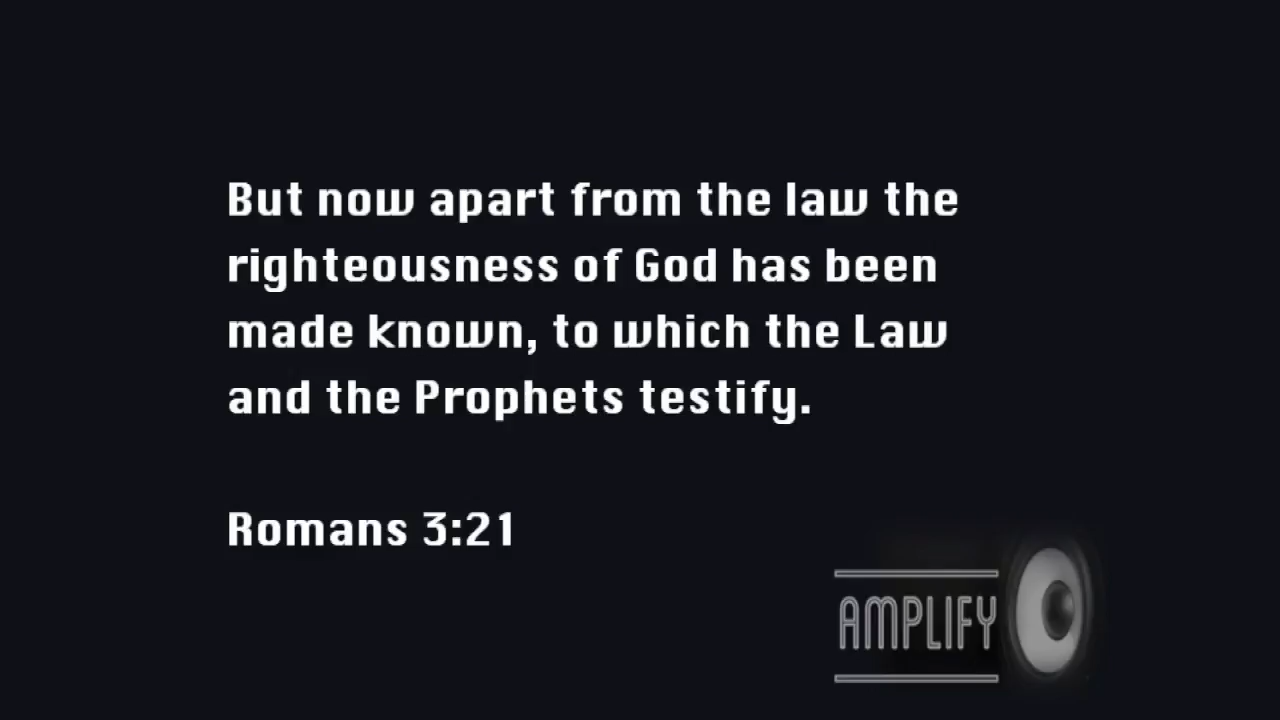 But now apart from the law the
righteousness of God has been
made known, to which the Law
and the Prophets testify.
Romans 3:21
AMPLIFY